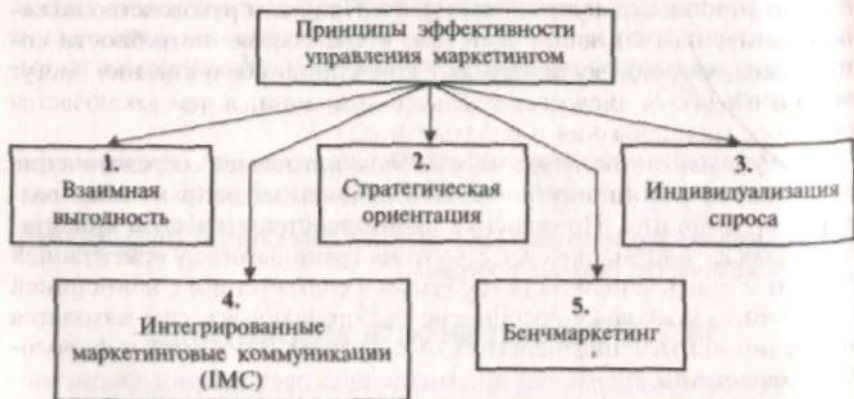 Принципы эффективности
управления маркетингом
1.
Взаимная
выгодность
2.
Стратегическая
ориентация
3.
Индивидуализация
спроса
4.
Интегрированные
маркетинговые коммуникации
(IMC)
5.
Бенчмаркетинг